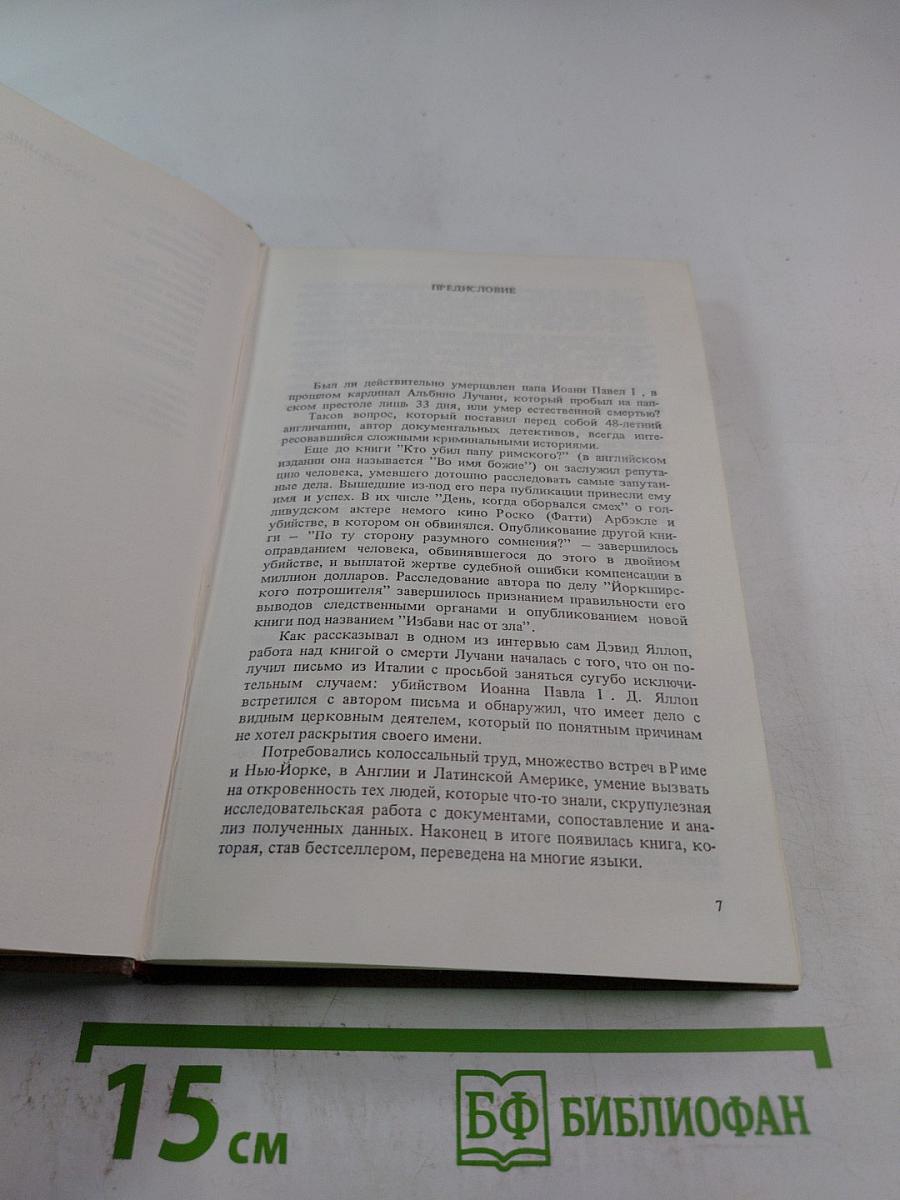 ПРЕДИСЛОВИЕ
Был ли действительно умерщвлен папа Иоанн Павел 1 , в
прошлом кардинал Альбино Лучани, который пробыл на пап-
ском престоле лишь 33 дня, или умер естественной смертью?
Таков вопрос, который поставил перед собой 48-летний
англичанин, автор документальных детективов, всегда инте-
ресовавшийся сложными криминальными историями.
Еще до книги "Кто убил папу римского?" (в английском
издании она называется "Во имя божие") он заслужил репута-
цию человека, умевшего дотошно расследовать самые запутан-
ные дела. Вышедшие из-под его пера публикации принесли ему
имя и успех. В их числе "День, когда оборвался смех" о гол-
ливудском актере немого кино Роско (Фатти) Арбэкле и
убийстве, в котором он обвинялся. Опубликование другой кни-
ги — "По ту сторону разумного сомнения?" — завершилось
оправданием человека, обвинявшегося до этого в двойном
убийстве, и выплатой жертве судебной ошибки компенсации в
миллион долларов. Расследование автора по делу "Йоркширс-
кого потрошителя" завершилось признанием правильности его
выводов следственными органами и опубликованием новой
книги под названием "Избави нас от зла".
Как рассказывал в одном из интервью сам Дэвид Яллоп,
работа над книгой о смерти Лучани началась с того, что он по-
лучил письмо из Италии с просьбой заняться сугубо исключи-
тельным случаем: убийством Иоанна Павла 1 . Д. Яллоп
встретился с автором письма и обнаружил, что имеет дело с
видным церковным деятелем, который по понятным причинам
не хотел раскрытия своего имени.
Потребовались колоссальный труд, множество встреч в Риме
и Нью-Йорке, в Англии и Латинской Америке, умение вызвать
на откровенность тех людей, которые что-то знали, скрупулезная
исследовательская работа с документами, сопоставление и ана-
лиз полученных данных. Наконец в итоге появилась книга, ко-
торая, став бестселлером, переведена на многие языки.
7
15 см
БФ БИБЛИОФАН